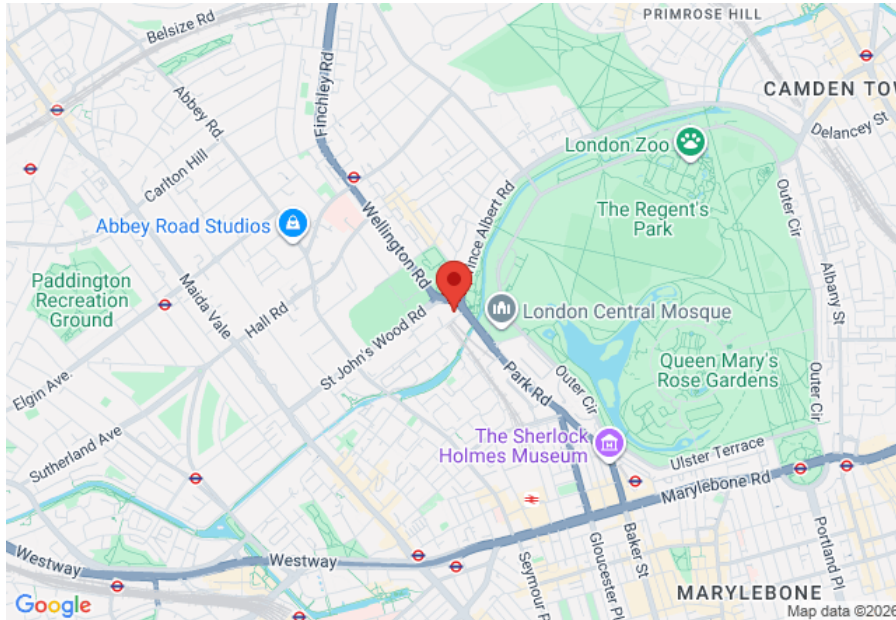 PRIMROSE HILL
Belsize Rd
Finchley Rd
CAMDEN TOW
Abbey Rd.
Delancey St
London Zoo
Carlton Hill
The Regent's
Park
Outer Cir
Prince Albert Rd
Abbey Road Studios
Wellington Rd
Albany St
Paddington
Recreation
Ground
Maida Vale
Hall Rd
London Central Mosque
St John's Wood Rd
Elgin Ave.
Park Rd
Outer Cir
Queen Mary's
Rose Gardens
Outer Cir
Sutherland Ave
The Sherlock
Holmes Museum
Ulster Terrace
Marylebone Rd
Westway
Westway
Baker St
Gloucester Pl
Seymour Pl
Portland Pl
MARYLEBONE
Google
Map data ©2026